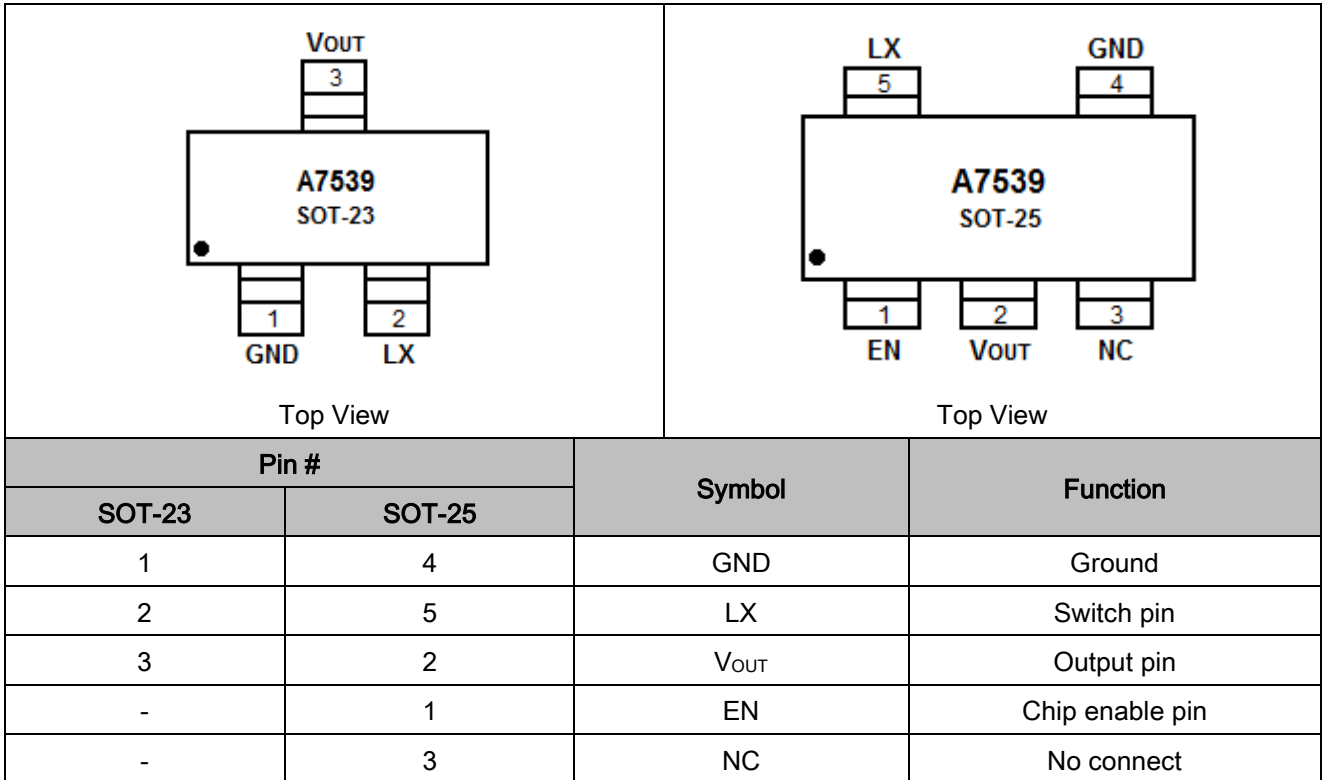 VOUT
3
A7539
SOT-23
1 2
GND LX
Top View
LX GND
5 4
A7539
SOT-25
1 2 3
EN VOUT NC
Top View
Pin # Symbol Function
SOT-23 SOT-25
1 4 GND Ground
2 5 LX Switch pin
3 2 VOUT Output pin
- 1 EN Chip enable pin
- 3 NC No connect